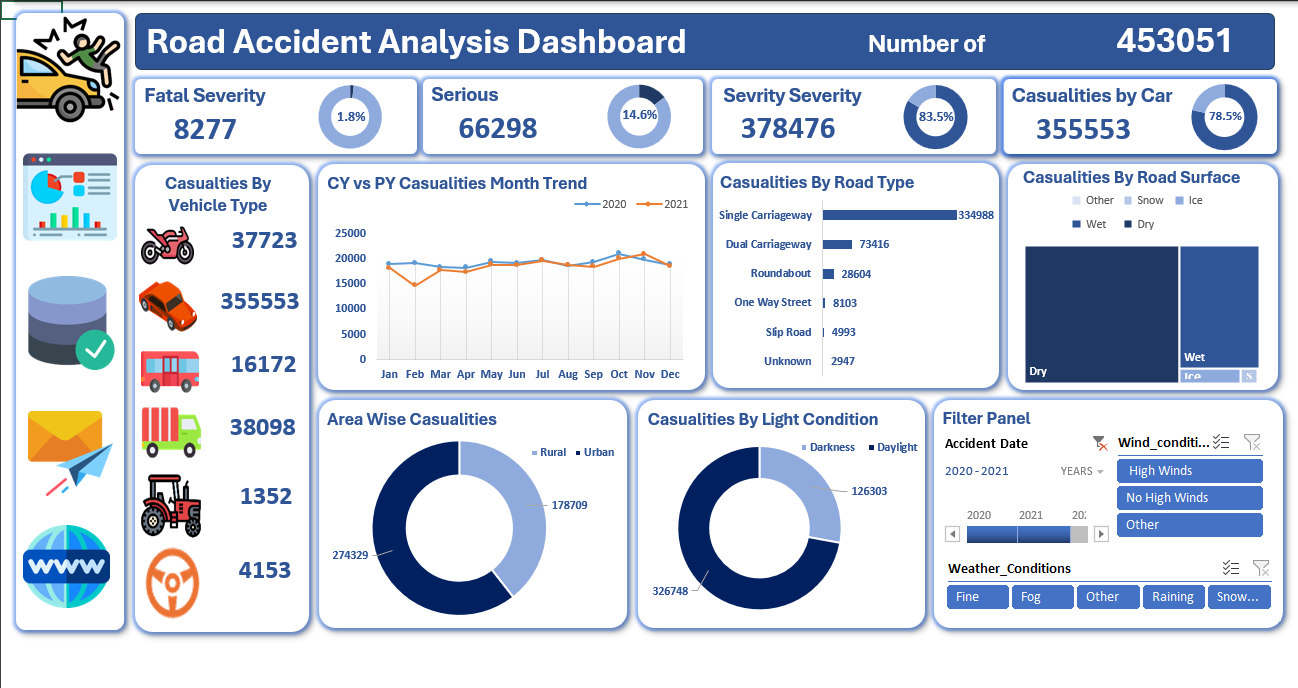 Road Accident Analysis Dashboard
Number of
453051
Fatal Severity
8277
1.8%
Serious
66298
14.6%
Sevrity Severity
378476
83.5%
Casualities by Car
355553
78.5%
Casualties By
Vehicle Type
37723
355553
16172
38098
1352
4153
CY vs PY Casualities Month Trend
2020 2021
25000
20000
15000
10000
5000
0
Jan Feb Mar Apr May Jun Jul Aug Sep Oct Nov Dec
Casualities By Road Type
Single Carriageway 334988
Dual Carriageway 73416
Roundabout 28604
One Way Street 8103
Slip Road 4993
Unknown 2947
Casualities By Road Surface
Other Snow Ice
Wet Dry
Dry
Wet
Ice
S
Area Wise Casualities
Rural Urban
178709
274329
Casualities By Light Condition
Darkness Daylight
126303
326748
Filter Panel
Accident Date
2020 - 2021
YEARS
2020 2021 202
Wind_conditi...
High Winds
No High Winds
Other
Weather_Conditions
Fine Fog Other Raining Snow...
www